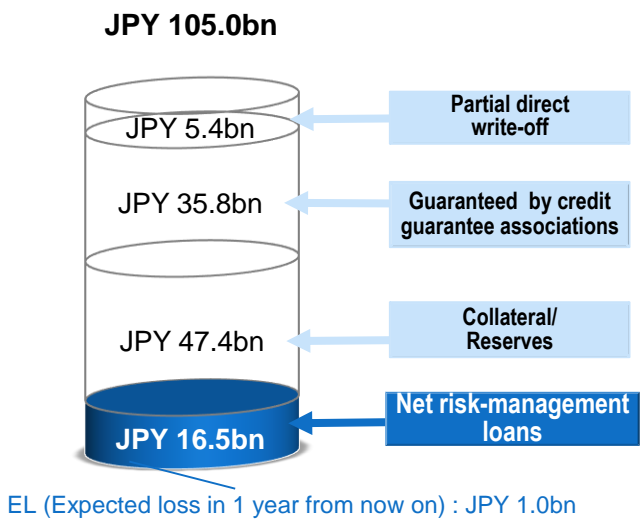 JPY 105.0bn
JPY 5.4bn
Partial direct
write-off
JPY 35.8bn
Guaranteed by credit
guarantee associations
JPY 47.4bn
Collateral/
Reserves
JPY 16.5bn
Net risk-management
loans
EL (Expected loss in 1 year from now on) : JPY 1.0bn